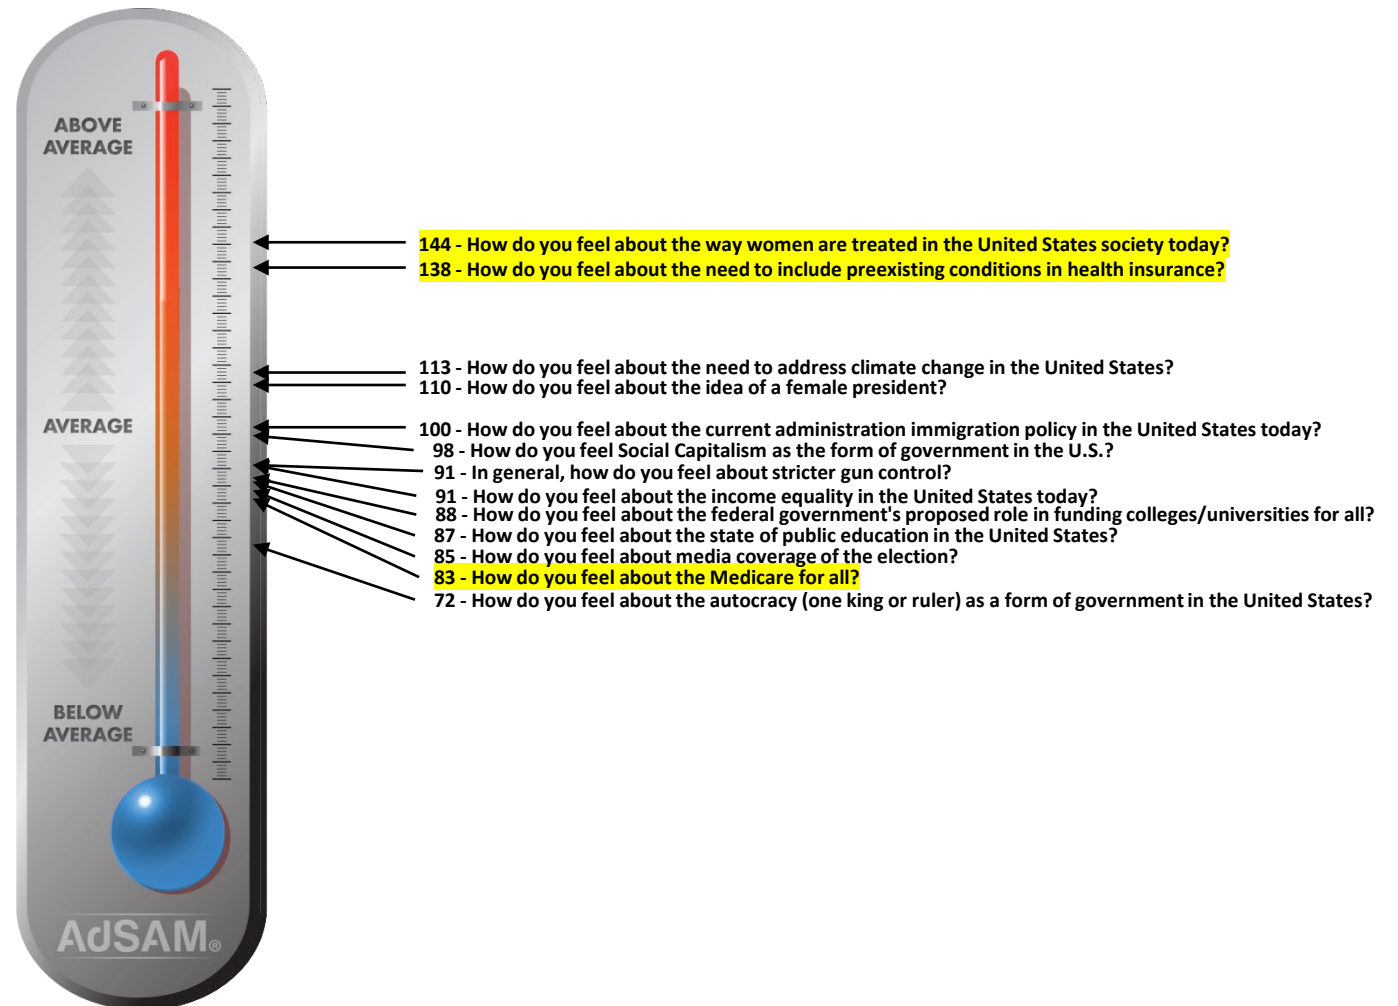 ABOVE
AVERAGE
144 - How do you feel about the way women are treated in the United States society today?
138 - How do you feel about the need to include preexisting conditions in health insurance?
113 - How do you feel about the need to address climate change in the United States?
110 - How do you feel about the idea of a female president?
AVERAGE
100 - How do you feel about the current administration immigration policy in the United States today?
98 - How do you feel Social Capitalism as the form of government in the U.S.?
91 - In general, how do you feel about stricter gun control?
91 - How do you feel about the income equality in the United States today?
88 - How do you feel about the federal government's proposed role in funding colleges/universities for all?
87 - How do you feel about the state of public education in the United States?
85 - How do you feel about media coverage of the election?
83 - How do you feel about the Medicare for all?
72 - How do you feel about the autocracy (one king or ruler) as a form of government in the United States?
BELOW
AVERAGE
AdSAM®